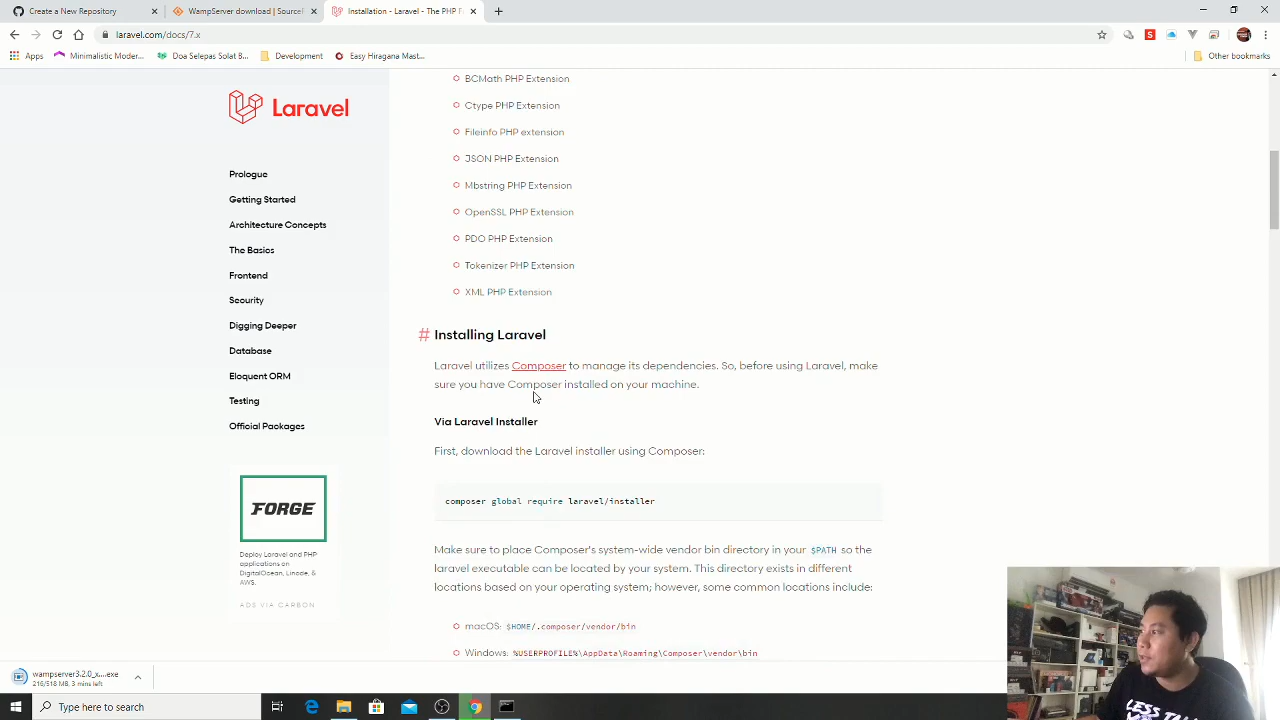 Create a New Repository
WampServer download | SourceF
Installation - Laravel - The PHP F
laravel.com/docs/7.x
Apps
Minimalistic Moder...
Doa Selepas Solat B...
Development
Easy Hiragana Mast...
Other bookmarks
Laravel
Prologue
Getting Started
Architecture Concepts
The Basics
Frontend
Security
Digging Deeper
Database
Eloquent ORM
Testing
Official Packages
FORGE
Deploy Laravel and PHP
applications on
DigitalOcean, Linode, &
AWS.
ADS VIA CARBON
BCMath PHP Extension
Ctype PHP Extension
Fileinfo PHP extension
JSON PHP Extension
Mbstring PHP Extension
OpenSSL PHP Extension
PDO PHP Extension
Tokenizer PHP Extension
XML PHP Extension
# Installing Laravel
Laravel utilizes Composer to manage its dependencies. So, before using Laravel, make
sure you have Composer installed on your machine.
Via Laravel Installer
First, download the Laravel installer using Composer:
composer global require laravel/installer
Make sure to place Composer's system-wide vendor bin directory in your $PATH so the
laravel executable can be located by your system. This directory exists in different
locations based on your operating system; however, some common locations include:
macOS: $HOME/.composer/vendor/bin
Windows: %USERPROFILE%\AppData\Roaming\Composer\vendor\bin
wampserver3.2.0_x....exe
216/518 MB, 3 mins left
Type here to search
LESS TA